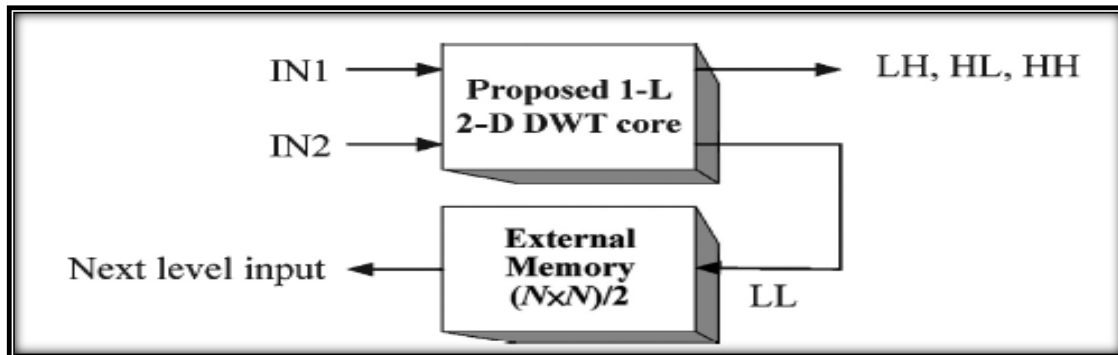 IN1
IN2
Proposed 1-L
2-D DWT core
LH, HL, HH
External
Memory
(N×N)/2
Next level input
LL